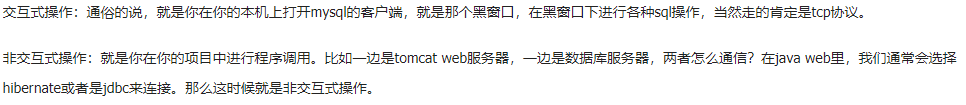 交互式操作：通俗的说，就是你在你的本机上打开mysql的客户端，就是那个黑窗口，在黑窗口下进行各种sql操作，当然走的肯定是tcp协议。
非交互式操作：就是你在你的项目中进行程序调用。比如一边是tomcat web服务器，一边是数据库服务器，两者怎么通信？在java web里，我们通常会选择
hibernate或者是jdbc来连接。那么这时候就是非交互式操作。